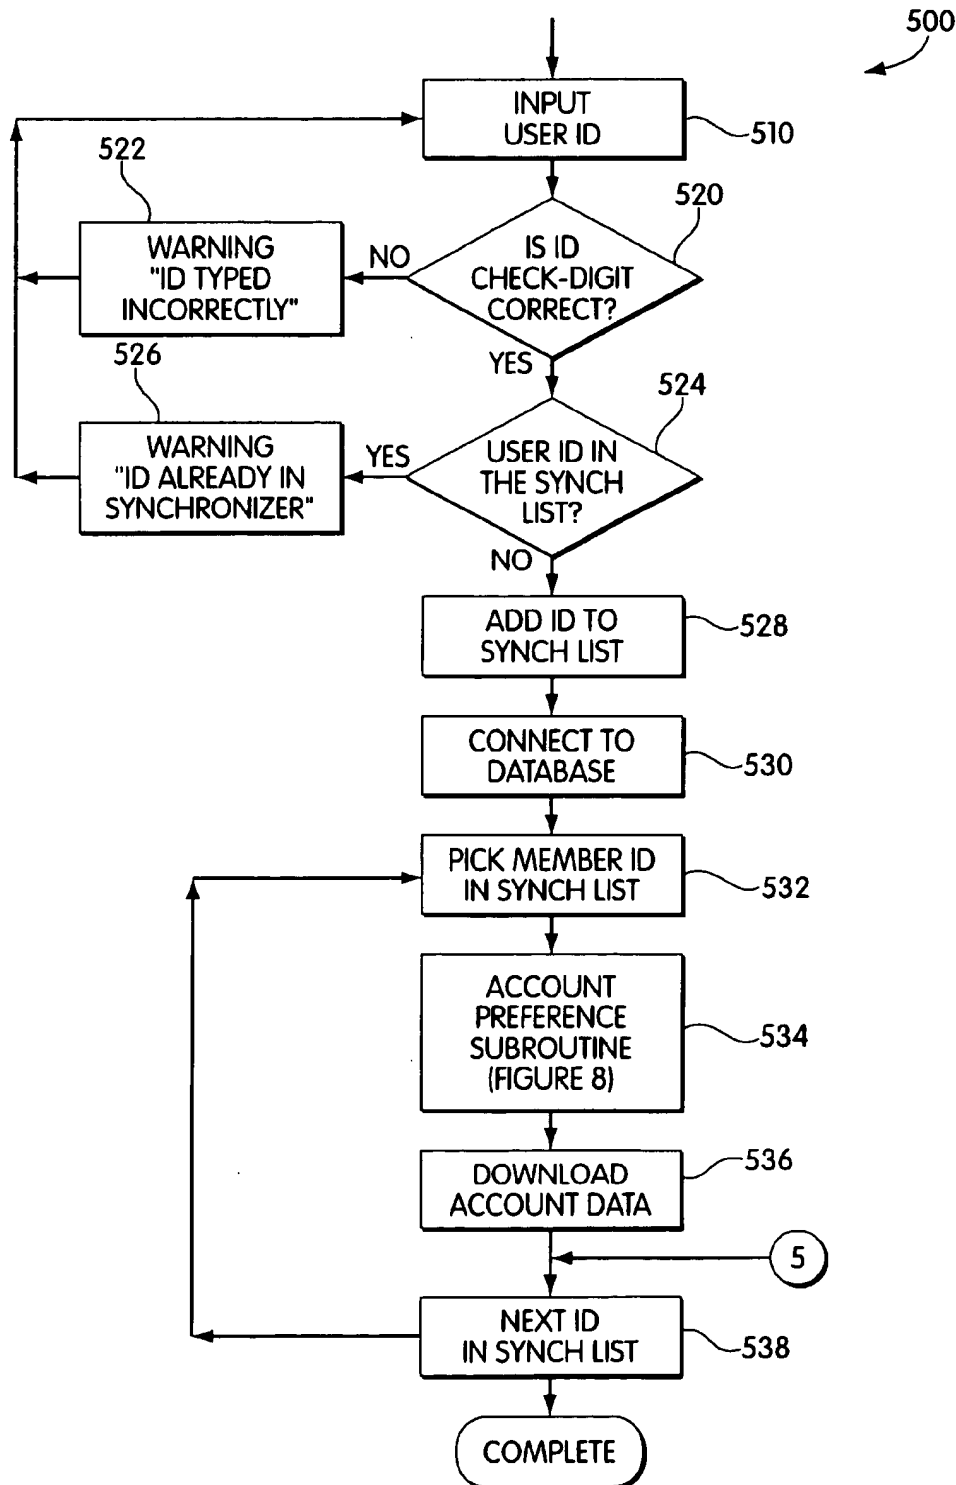 500
INPUT
USER ID
510
522
520
WARNING
"ID TYPED
INCORRECTLY"
NO
IS ID
CHECK-DIGIT
CORRECT?
526
YES
524
WARNING
"ID ALREADY IN
SYNCHRONIZER"
YES
USER ID IN
THE SYNCH
LIST?
NO
ADD ID TO
SYNCH LIST
528
CONNECT TO
DATABASE
530
PICK MEMBER ID
IN SYNCH LIST
532
ACCOUNT
PREFERENCE
SUBROUTINE
(FIGURE 8)
534
DOWNLOAD
ACCOUNT DATA
536
5
NEXT ID
IN SYNCH LIST
538
COMPLETE